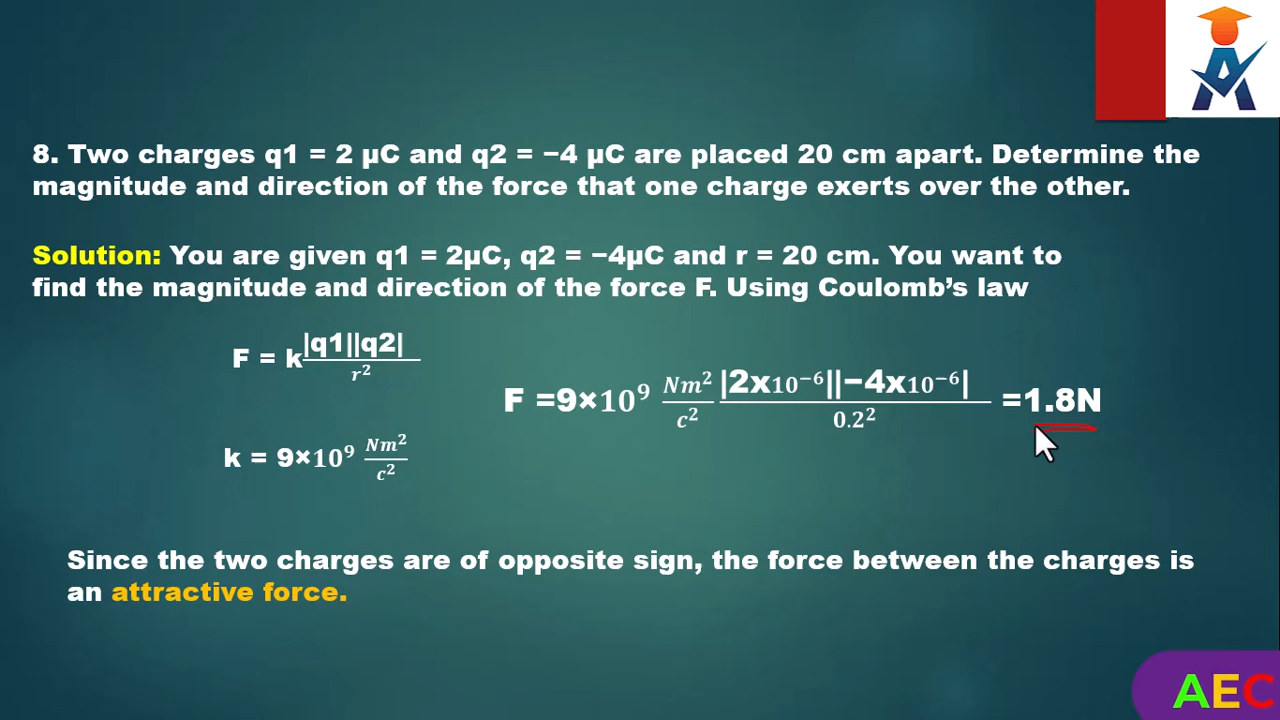 8. Two charges q1 = 2 μC and q2 = −4 μC are placed 20 cm apart. Determine the
magnitude and direction of the force that one charge exerts over the other.
Solution: You are given q1 = 2μC, q2 = −4μC and r = 20 cm. You want to
find the magnitude and direction of the force F. Using Coulomb’s law
F = k|q1||q2|/r²
F =9×10⁹ Nm²/c² |2x10⁻⁶||−4x10⁻⁶|/0.2² =1.8N
k = 9×10⁹ Nm²/c²
Since the two charges are of opposite sign, the force between the charges is
an attractive force.
AEC